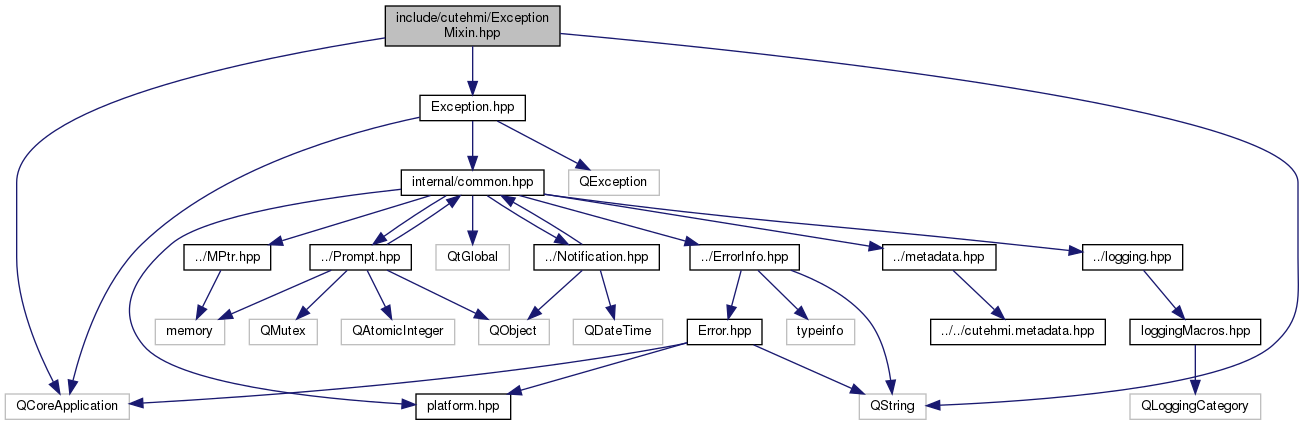 include/cutehmi/Exception
Mixin.hpp
Exception.hpp
internal/common.hpp
QException
../MPtr.hpp
../Prompt.hpp
QtGlobal
../Notification.hpp
../ErrorInfo.hpp
../metadata.hpp
../logging.hpp
memory
QMutex
QAtomicInteger
QObject
QDateTime
Error.hpp
typeinfo
../../cutehmi.metadata.hpp
loggingMacros.hpp
QCoreApplication
platform.hpp
QString
QLoggingCategory